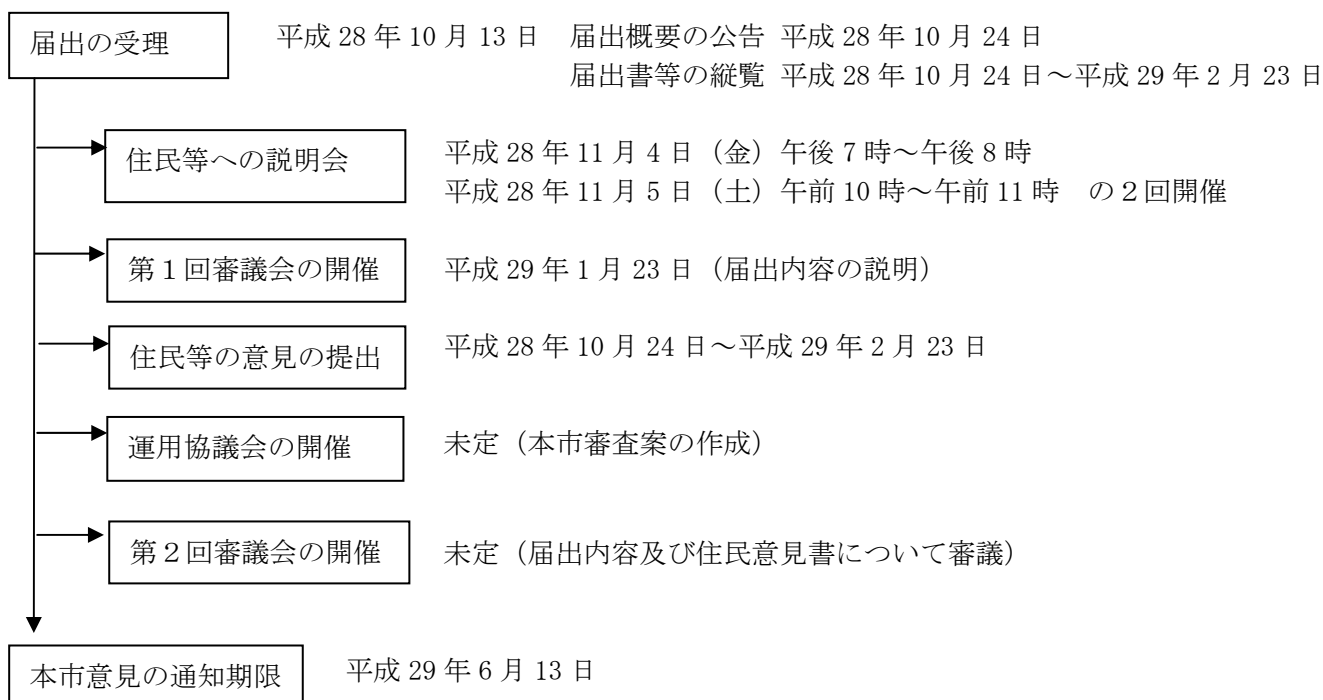 届出の受理　平成 28 年 10 月 13 日　届出概要の公告　平成 28 年 10 月 24 日
届出書等の縦覧　平成 28 年 10 月 24 日～平成 29 年 2 月 23 日
住民等への説明会　平成 28 年 11 月 4 日（金）午後 7 時～午後 8 時
平成 28 年 11 月 5 日（土）午前 10 時～午前 11 時　の２回開催
第１回審議会の開催　平成 29 年 1 月 23 日（届出内容の説明）
住民等の意見の提出　平成 28 年 10 月 24 日～平成 29 年 2 月 23 日
運用協議会の開催　未定（本市審査案の作成）
第２回審議会の開催　未定（届出内容及び住民意見書について審議）
本市意見の通知期限　平成 29 年 6 月 13 日